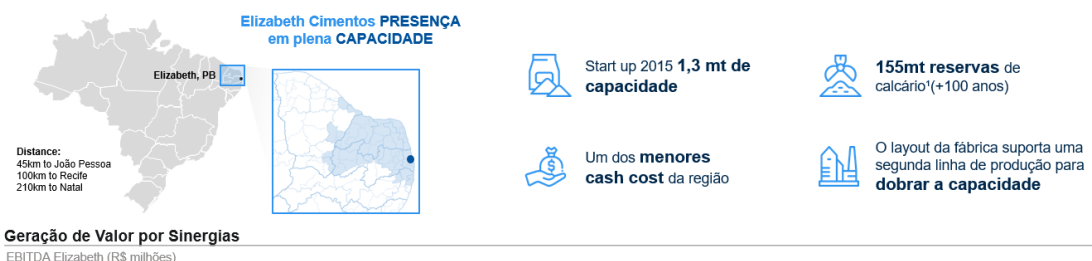 Elizabeth Cimentos PRESENÇA
em plena CAPACIDADE
Elizabeth, PB
Distance:
45km to João Pessoa
100km to Recife
210km to Natal
Start up 2015 1,3 mt de
capacidade
155mt reservas de
calcário¹(+100 anos)
Um dos menores
cash cost da região
O layout da fábrica suporta uma
segunda linha de produção para
dobrar a capacidade
Geração de Valor por Sinergias
EBITDA Elizabeth (R$ milhões)